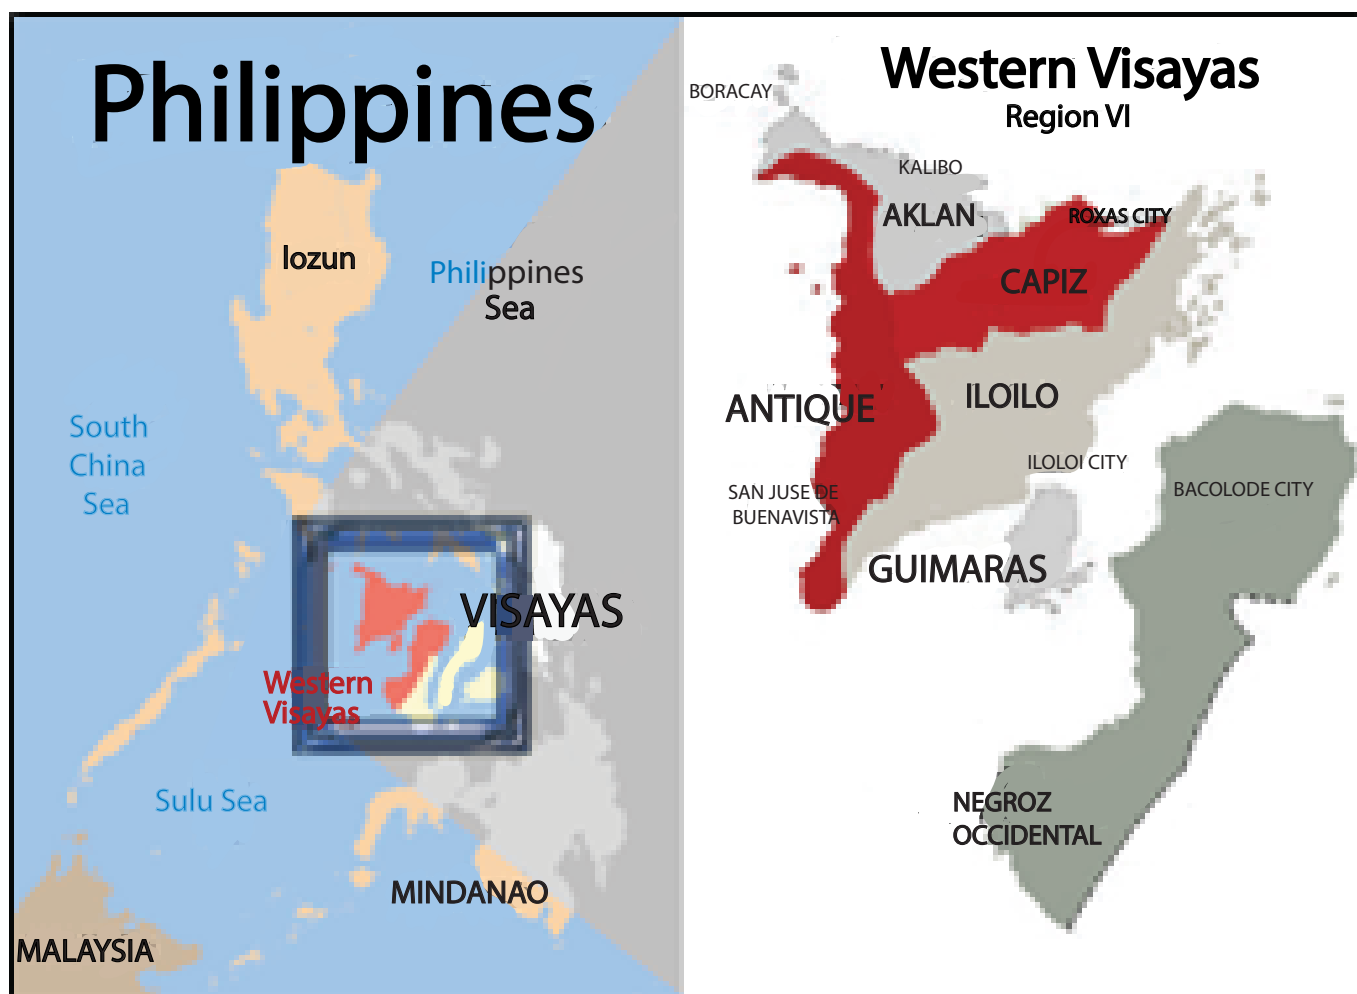 Philippines
lozun
Philippines
Sea
South
China
Sea
VISAYAS
Western
Visayas
Sulu Sea
MINDANAO
MALAYSIA
Western Visayas
Region VI
BORACAY
KALIBO
AKLAN
ROXAS CITY
CAPIZ
ANTIQUE
ILOILO
ILOLOI CITY
SAN JUSE DE
BUENAVISTA
BACOLODE CITY
GUIMARAS
NEGROZ
OCCIDENTAL